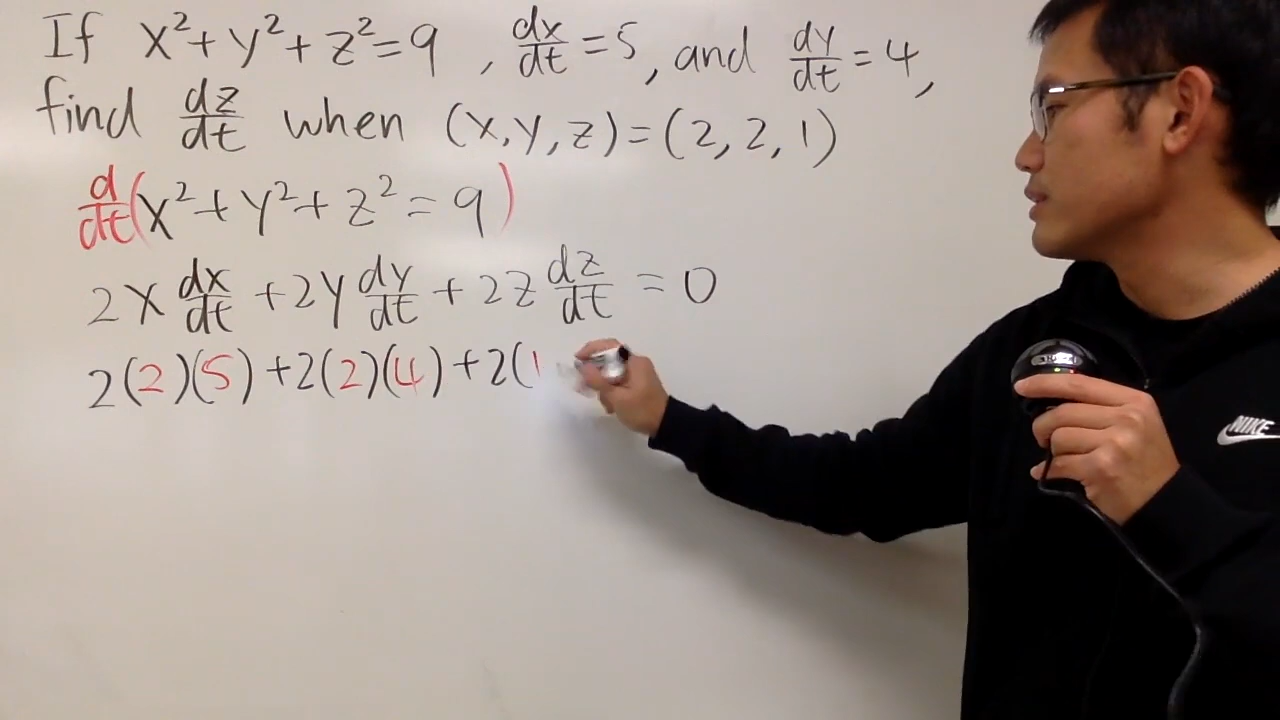 If x²+y²+z²=9, dx/dt=5, and dy/dt=4,
find dz/dt when (x,y,z)=(2,2,1)
d/dt(x²+y²+z²=9)
2x dx/dt+2y dy/dt+2z dz/dt=0
2(2)(5)+2(2)(4)+2(1
NIKE